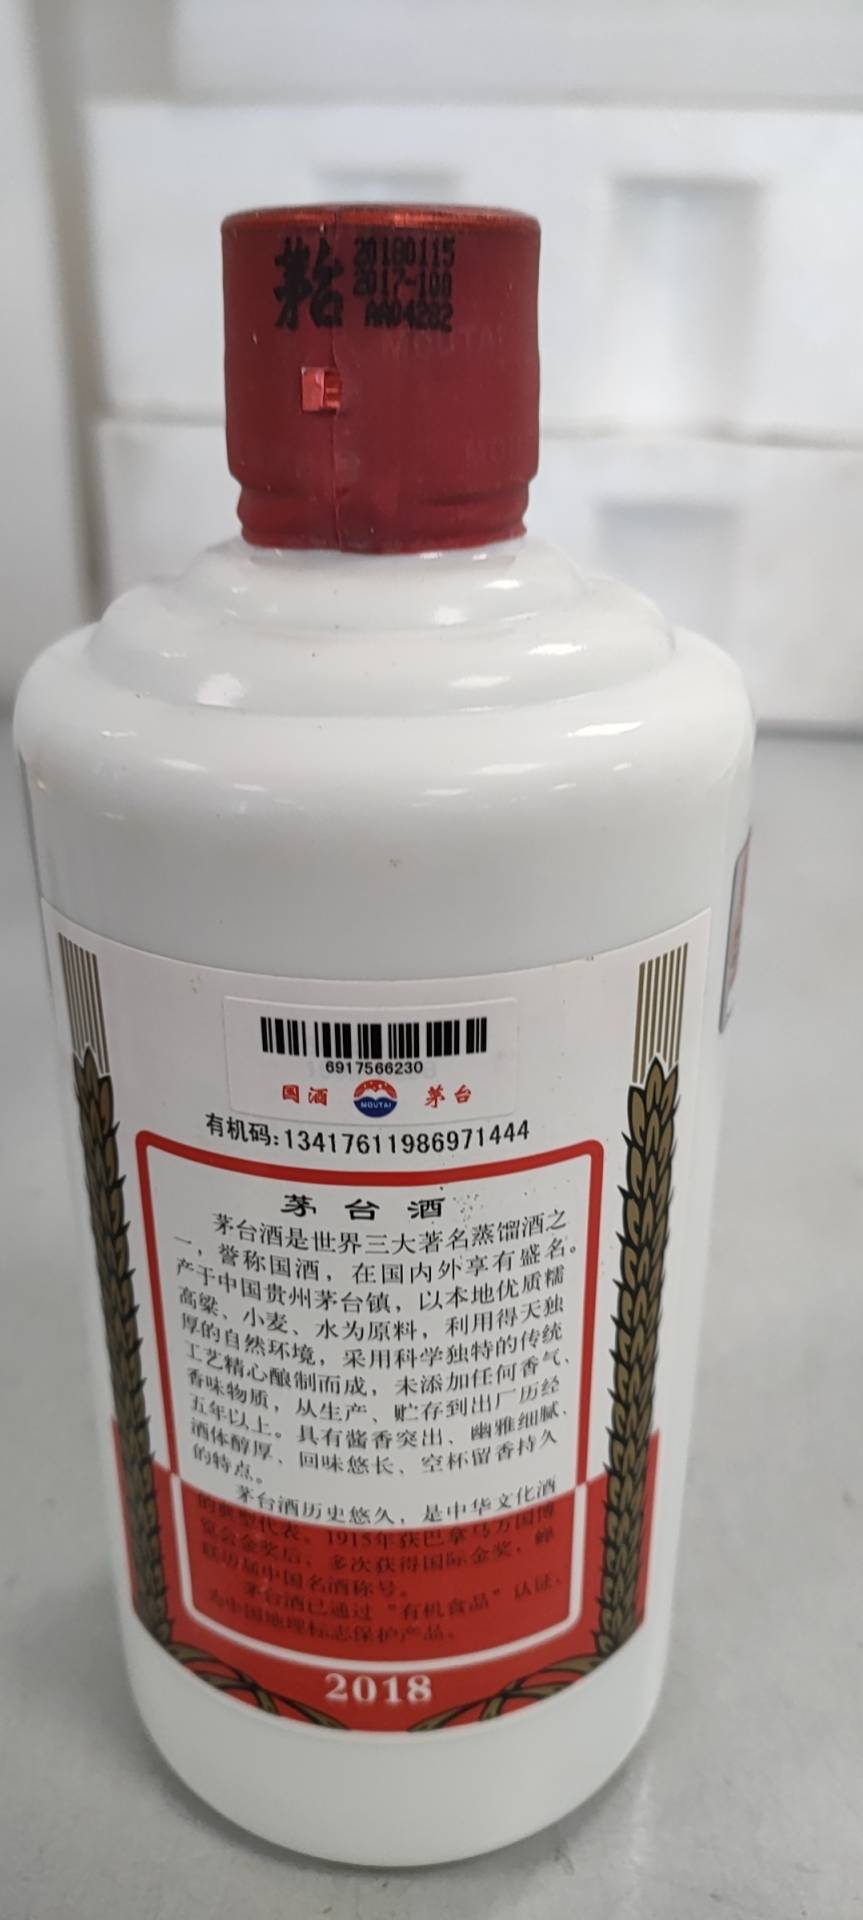 茅台
20180115
2017-100
AA04282
MOUTAI
6917566230
国酒 MOUTAI 茅台
有机码:13417611986971444
茅台酒
茅台酒是世界三大著名蒸馏酒之
一，誉称国酒，在国内外享有盛名。
产于中国贵州茅台镇，以本地优质糯
高粱、小麦、水为原料，利用得天独
厚的自然环境，采用科学独特的传统
工艺精心酿制而成，未添加任何香气、
香味物质，从生产、贮存到出厂历经
五年以上。具有酱香突出、幽雅细腻、
酒体醇厚、回味悠长、空杯留香持久
的特点。
茅台酒历史悠久，是中华文化酒
的典型代表。1915年获巴拿马万国博
览会金奖后，多次获得国际金奖，蝉
联历届中国名酒称号。
茅台酒已通过“有机食品”认证，
为中国地理标志保护产品。
2018